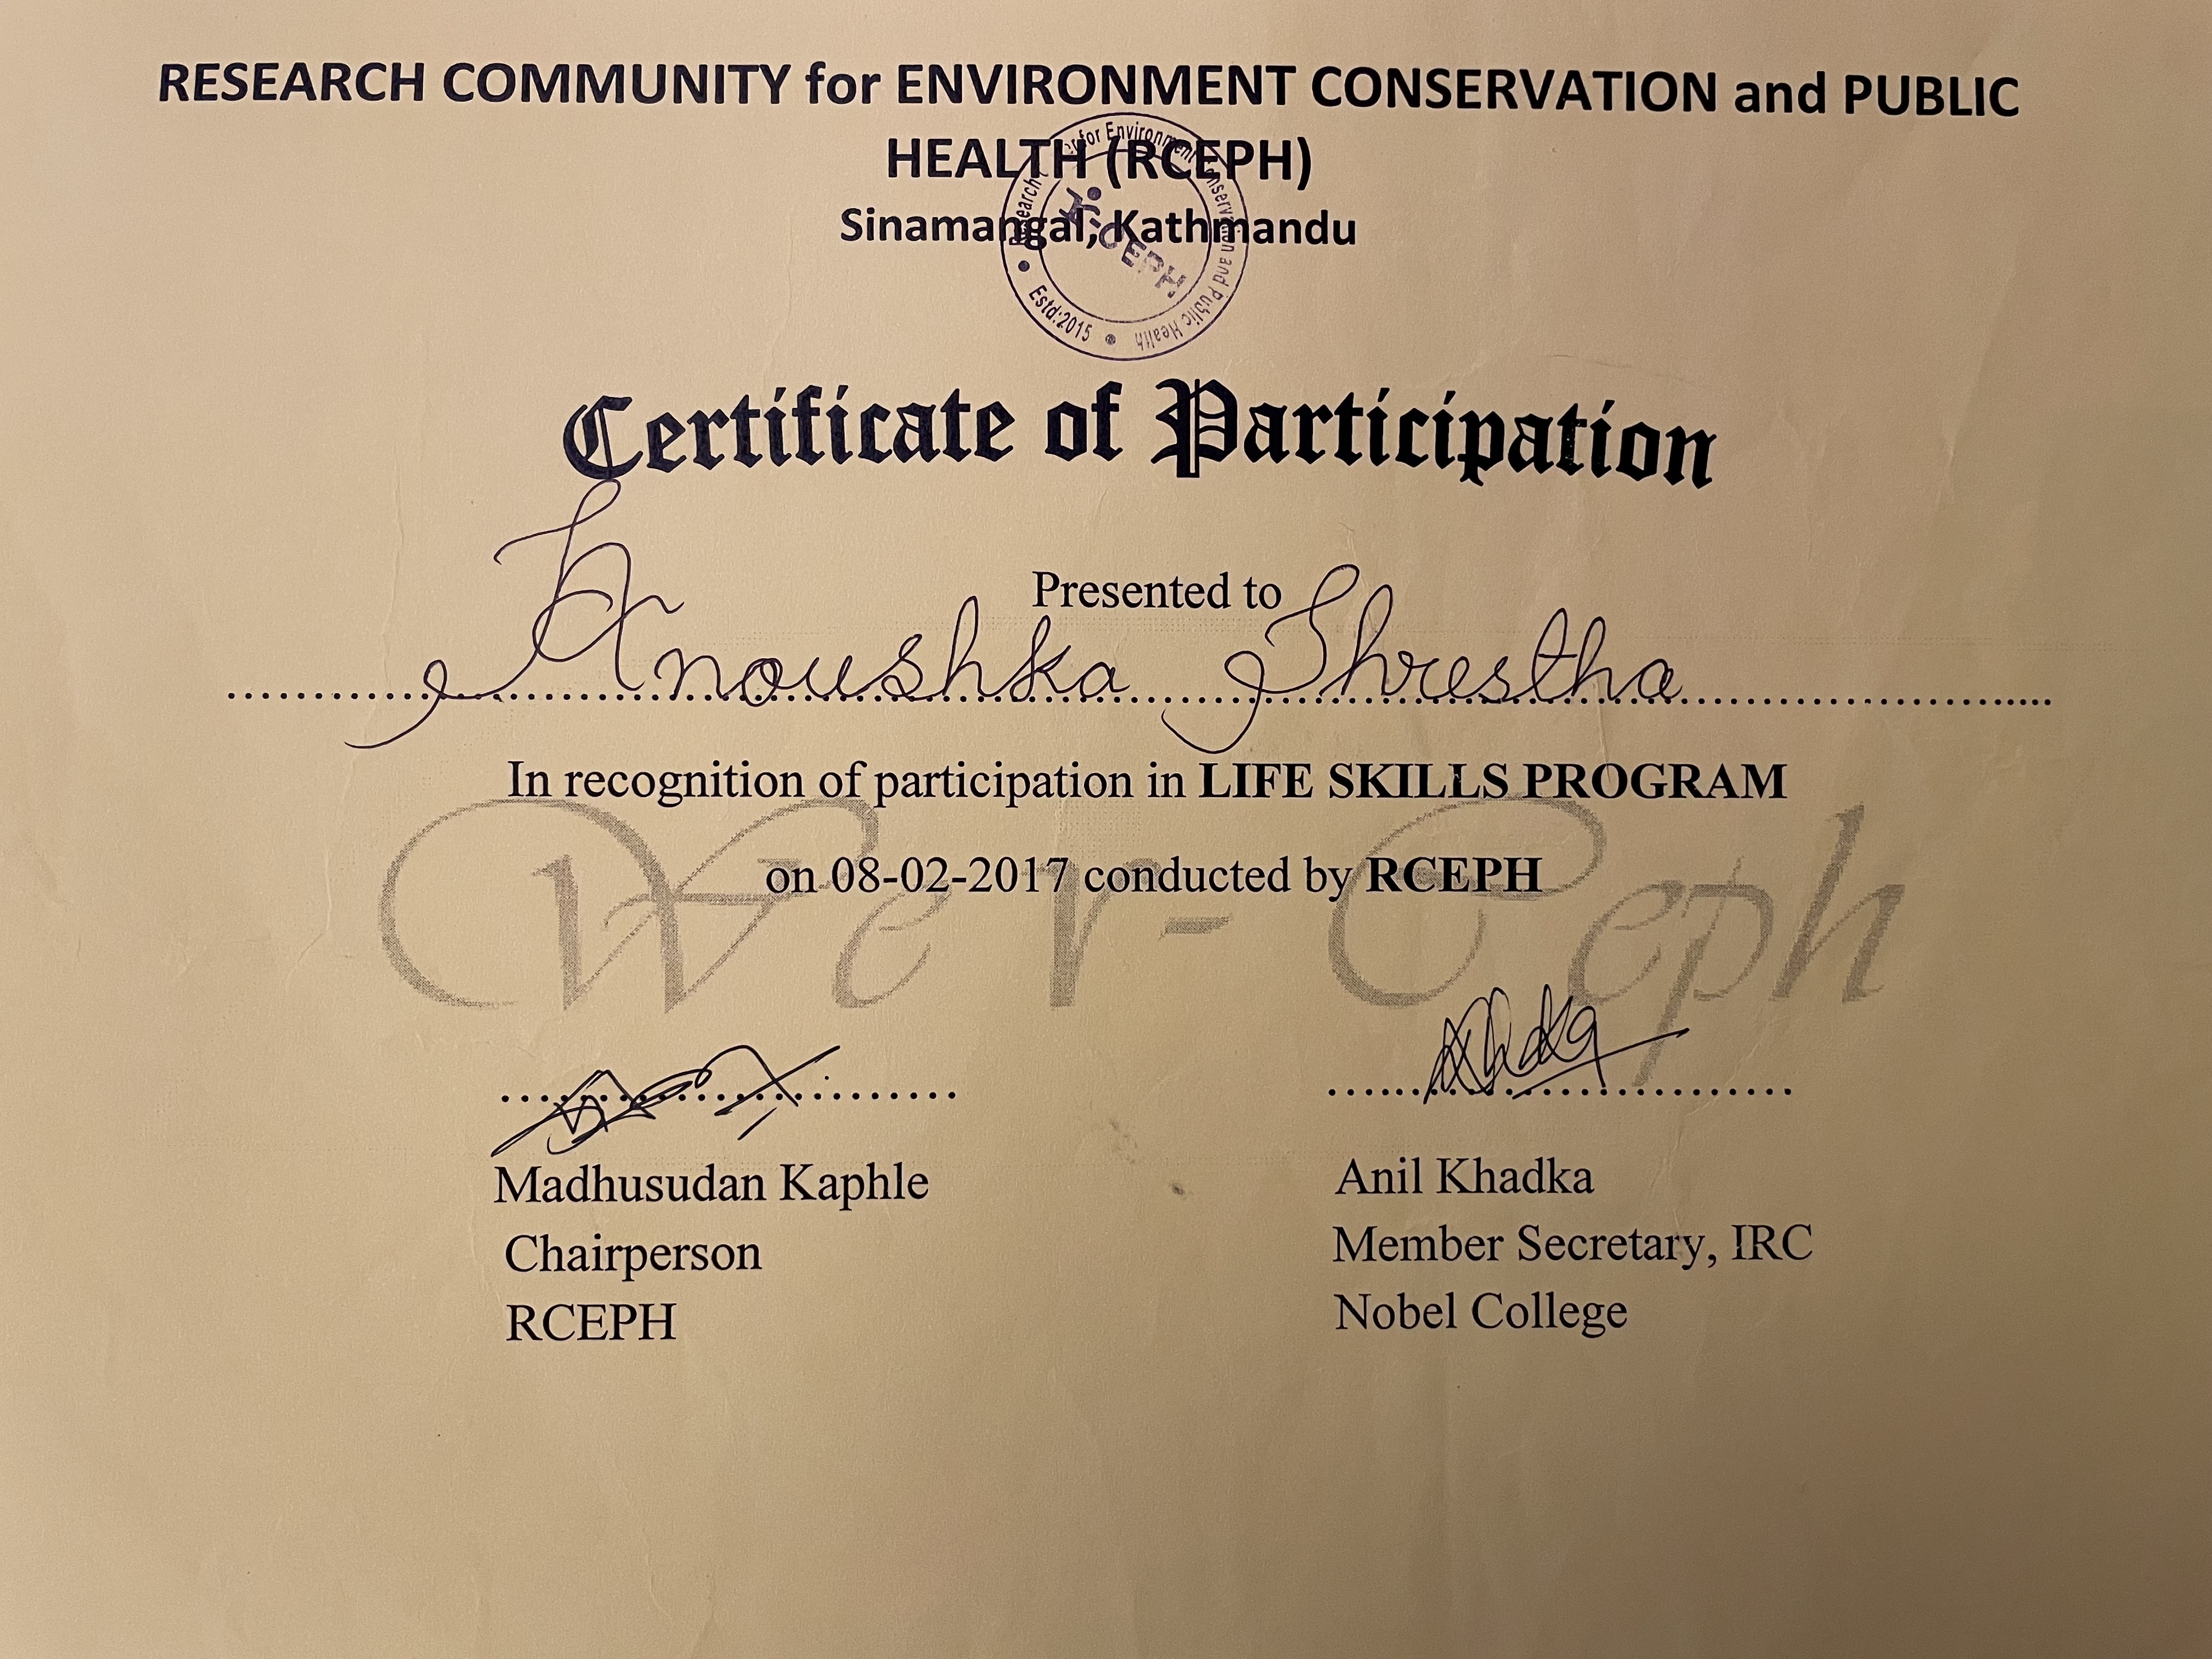 RESEARCH COMMUNITY for ENVIRONMENT CONSERVATION and PUBLIC
HEALTH (RCEPH)
Sinamangal, Kathmandu
Research for Environment Conservation and Public Health
Estd:2015
CEPH
Certificate of Participation
Presented to
Anoushka Shrestha
In recognition of participation in LIFE SKILLS PROGRAM
on 08-02-2017 conducted by RCEPH
We r- Ceph
Madhusudan Kaphle
Chairperson
RCEPH
Anil Khadka
Member Secretary, IRC
Nobel College